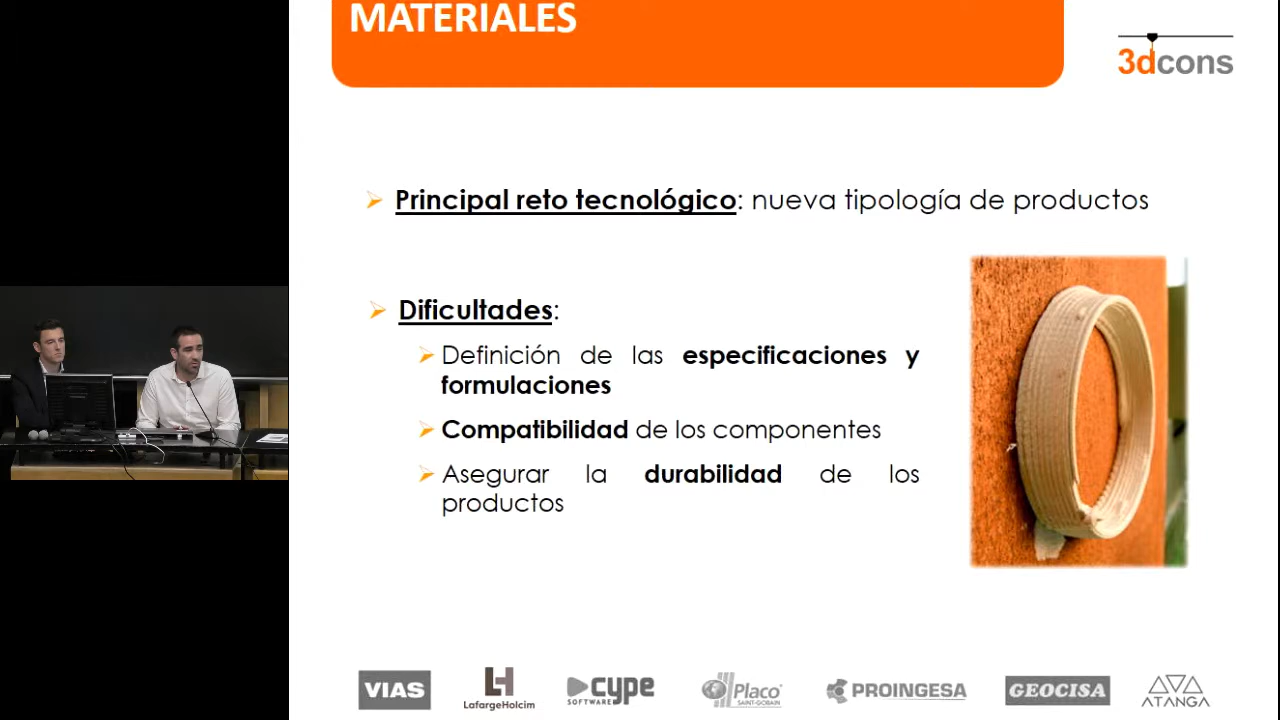 MATERIALES
3dcons
Principal reto tecnológico: nueva tipología de productos
Dificultades:
Definición de las especificaciones y
formulaciones
Compatibilidad de los componentes
Asegurar la durabilidad de los
productos
VIAS
LafargeHolcim
cype
SOFTWARE
Placo
SAINT-GOBAIN
PROINGESA
GEOCISA
ATANGA